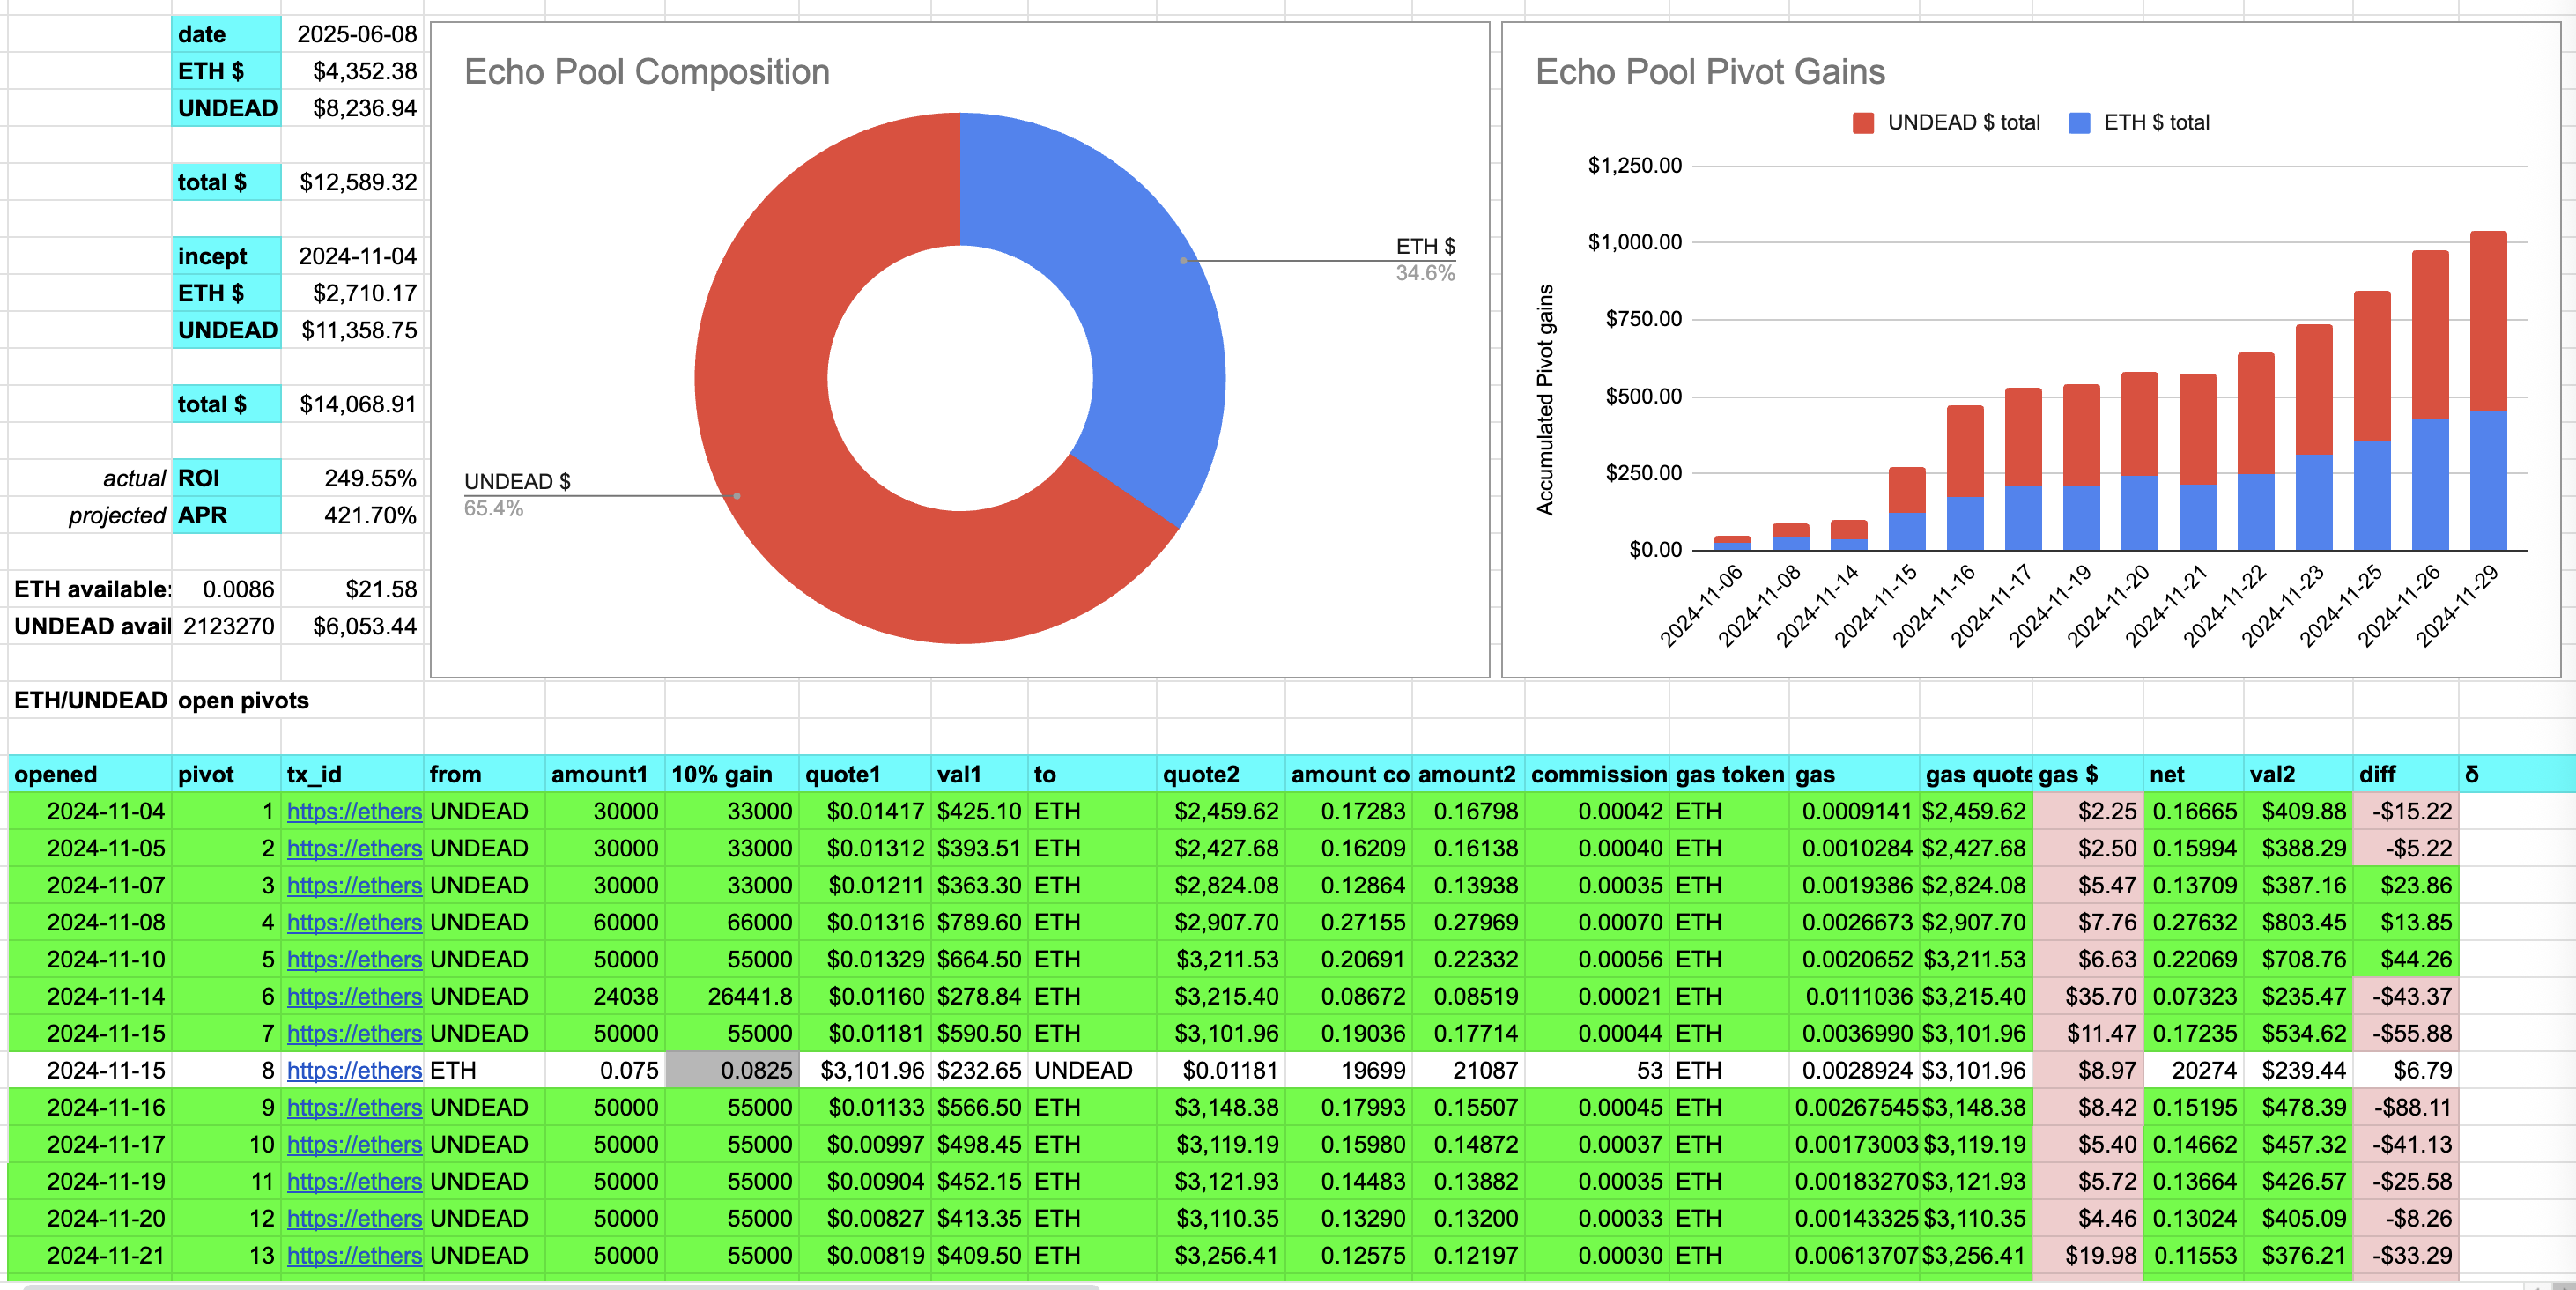 date 2025-06-08
ETH $ $4,352.38
UNDEAD $8,236.94
total $ $12,589.32
incept 2024-11-04
ETH $ $2,710.17
UNDEAD $11,358.75
total $ $14,068.91
actual ROI 249.55%
projected APR 421.70%
ETH available: 0.0086 $21.58
UNDEAD avail 2123270 $6,053.44
Echo Pool Composition
ETH $
34.6%
UNDEAD $
65.4%
Echo Pool Pivot Gains
UNDEAD $ total ETH $ total
Accumulated Pivot gains
$1,250.00
$1,000.00
$750.00
$500.00
$250.00
$0.00
2024-11-06 2024-11-08 2024-11-14 2024-11-15 2024-11-16 2024-11-17 2024-11-19 2024-11-20 2024-11-21 2024-11-22 2024-11-23 2024-11-25 2024-11-26 2024-11-29
ETH/UNDEAD open pivots
opened pivot tx_id from amount1 10% gain quote1 val1 to quote2 amount co amount2 commission gas token gas gas quote gas $ net val2 diff δ
2024-11-04 1 https://ethers UNDEAD 30000 33000 $0.01417 $425.10 ETH $2,459.62 0.17283 0.16798 0.00042 ETH 0.0009141 $2,459.62 $2.25 0.16665 $409.88 -$15.22
2024-11-05 2 https://ethers UNDEAD 30000 33000 $0.01312 $393.51 ETH $2,427.68 0.16209 0.16138 0.00040 ETH 0.0010284 $2,427.68 $2.50 0.15994 $388.29 -$5.22
2024-11-07 3 https://ethers UNDEAD 30000 33000 $0.01211 $363.30 ETH $2,824.08 0.12864 0.13938 0.00035 ETH 0.0019386 $2,824.08 $5.47 0.13709 $387.16 $23.86
2024-11-08 4 https://ethers UNDEAD 60000 66000 $0.01316 $789.60 ETH $2,907.70 0.27155 0.27969 0.00070 ETH 0.0026673 $2,907.70 $7.76 0.27632 $803.45 $13.85
2024-11-10 5 https://ethers UNDEAD 50000 55000 $0.01329 $664.50 ETH $3,211.53 0.20691 0.22332 0.00056 ETH 0.0020652 $3,211.53 $6.63 0.22069 $708.76 $44.26
2024-11-14 6 https://ethers UNDEAD 24038 26441.8 $0.01160 $278.84 ETH $3,215.40 0.08672 0.08519 0.00021 ETH 0.0111036 $3,215.40 $35.70 0.07323 $235.47 -$43.37
2024-11-15 7 https://ethers UNDEAD 50000 55000 $0.01181 $590.50 ETH $3,101.96 0.19036 0.17714 0.00044 ETH 0.0036990 $3,101.96 $11.47 0.17235 $534.62 -$55.88
2024-11-15 8 https://ethers ETH 0.075 0.0825 $3,101.96 $232.65 UNDEAD $0.01181 19699 21087 53 ETH 0.0028924 $3,101.96 $8.97 20274 $239.44 $6.79
2024-11-16 9 https://ethers UNDEAD 50000 55000 $0.01133 $566.50 ETH $3,148.38 0.17993 0.15507 0.00045 ETH 0.00267545 $3,148.38 $8.42 0.15195 $478.39 -$88.11
2024-11-17 10 https://ethers UNDEAD 50000 55000 $0.00997 $498.45 ETH $3,119.19 0.15980 0.14872 0.00037 ETH 0.00173003 $3,119.19 $5.40 0.14662 $457.32 -$41.13
2024-11-19 11 https://ethers UNDEAD 50000 55000 $0.00904 $452.15 ETH $3,121.93 0.14483 0.13882 0.00035 ETH 0.00183270 $3,121.93 $5.72 0.13664 $426.57 -$25.58
2024-11-20 12 https://ethers UNDEAD 50000 55000 $0.00827 $413.35 ETH $3,110.35 0.13290 0.13200 0.00033 ETH 0.00143325 $3,110.35 $4.46 0.13024 $405.09 -$8.26
2024-11-21 13 https://ethers UNDEAD 50000 55000 $0.00819 $409.50 ETH $3,256.41 0.12575 0.12197 0.00030 ETH 0.00613707 $3,256.41 $19.98 0.11553 $376.21 -$33.29